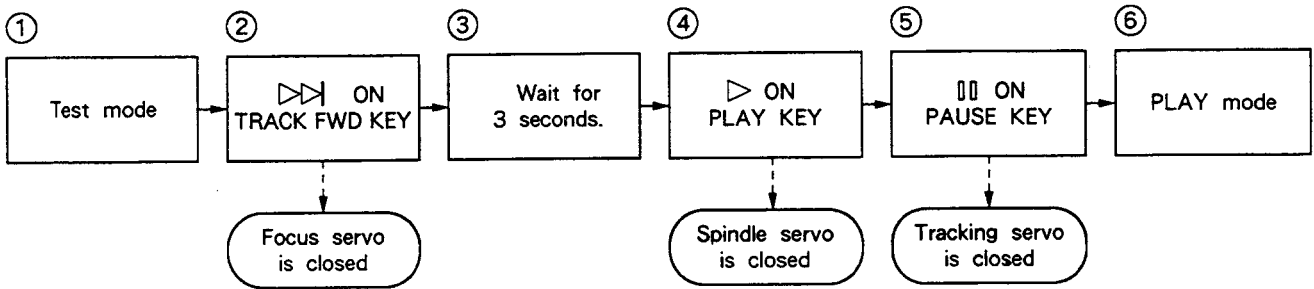 ①
Test mode
②
▷▷| ON
TRACK FWD KEY
Focus servo
is closed
③
Wait for
3 seconds.
④
▷ ON
PLAY KEY
Spindle servo
is closed
⑤
▯▯ ON
PAUSE KEY
Tracking servo
is closed
⑥
PLAY mode